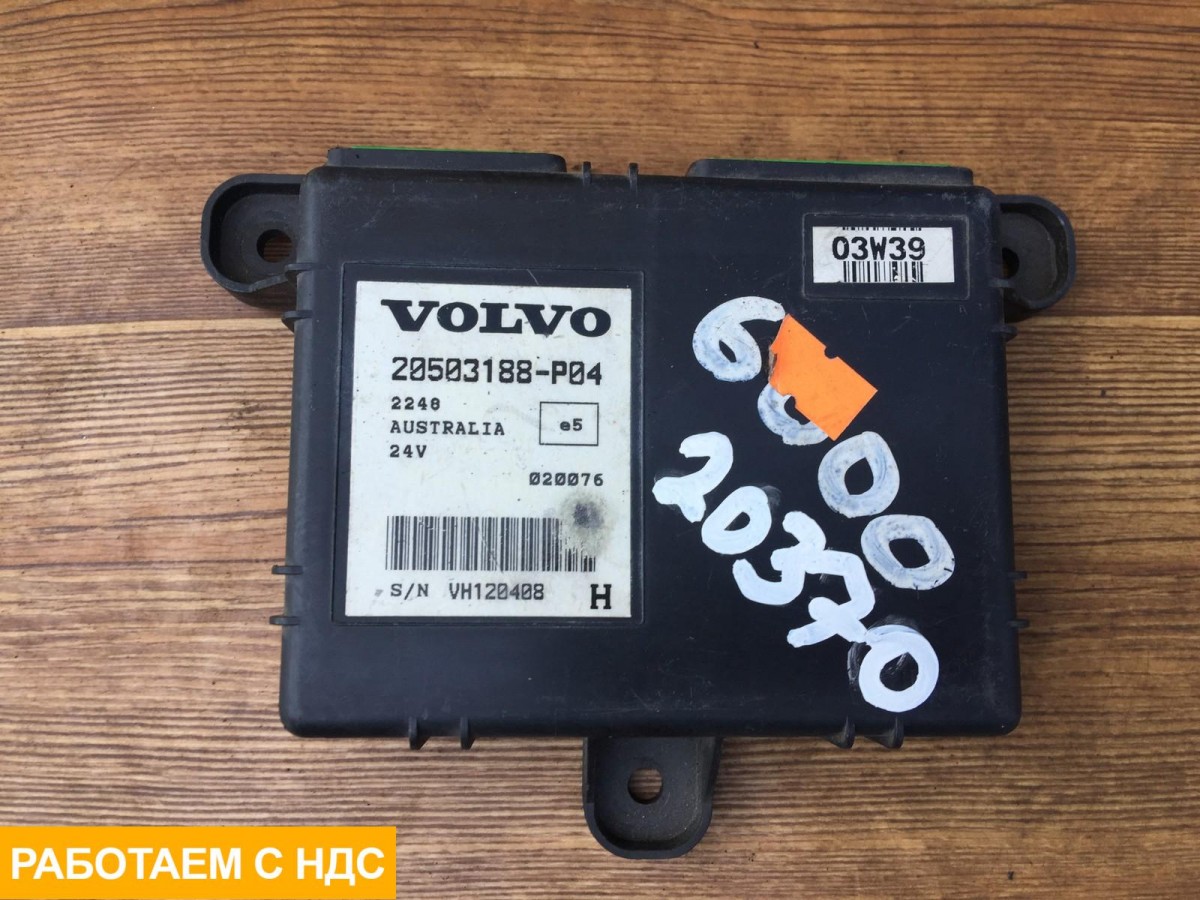 03W39
VOLVO
20503188-P04
2248
AUSTRALIA
e5
24V
020076
S/N VH120408
H
6000
20370
РАБОТАЕМ С НДС